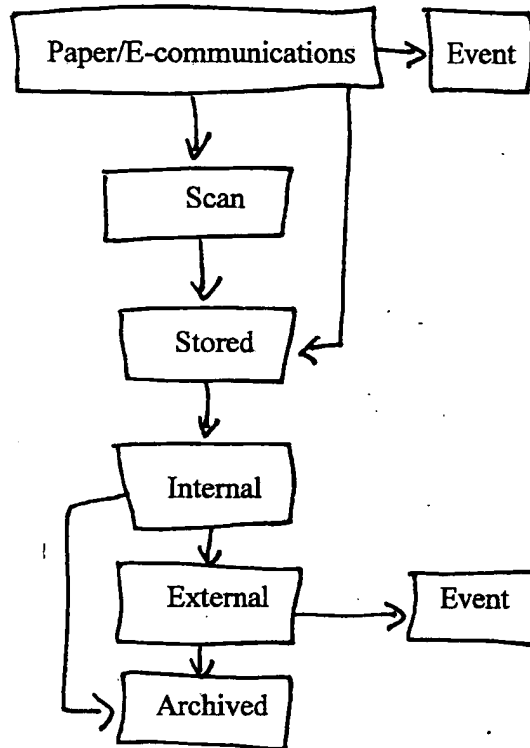 Paper/E-communications
Event
Scan
Stored
Internal
External
Event
Archived